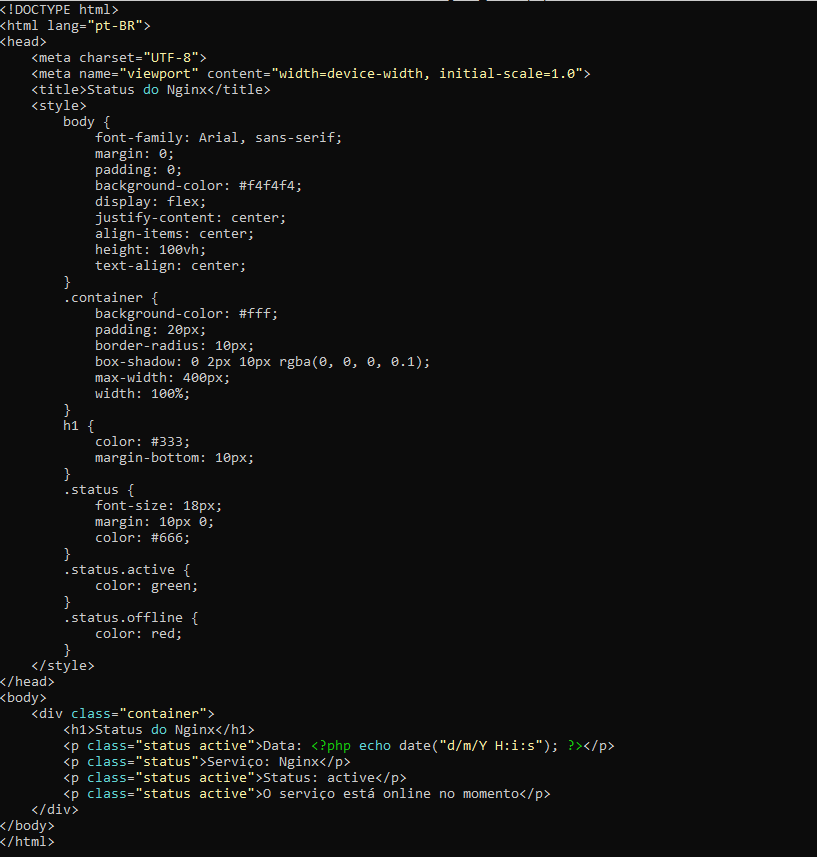 <!DOCTYPE html>
<html lang="pt-BR">
<head>
    <meta charset="UTF-8">
    <meta name="viewport" content="width=device-width, initial-scale=1.0">
    <title>Status do Nginx</title>
    <style>
        body {
            font-family: Arial, sans-serif;
            margin: 0;
            padding: 0;
            background-color: #f4f4f4;
            display: flex;
            justify-content: center;
            align-items: center;
            height: 100vh;
            text-align: center;
        }
        .container {
            background-color: #fff;
            padding: 20px;
            border-radius: 10px;
            box-shadow: 0 2px 10px rgba(0, 0, 0, 0.1);
            max-width: 400px;
            width: 100%;
        }
        h1 {
            color: #333;
            margin-bottom: 10px;
        }
        .status {
            font-size: 18px;
            margin: 10px 0;
            color: #666;
        }
        .status.active {
            color: green;
        }
        .status.offline {
            color: red;
        }
    </style>
</head>
<body>
    <div class="container">
        <h1>Status do Nginx</h1>
        <p class="status active">Data: <?php echo date("d/m/Y H:i:s"); ?></p>
        <p class="status">Serviço: Nginx</p>
        <p class="status active">Status: active</p>
        <p class="status active">O serviço está online no momento</p>
    </div>
</body>
</html>